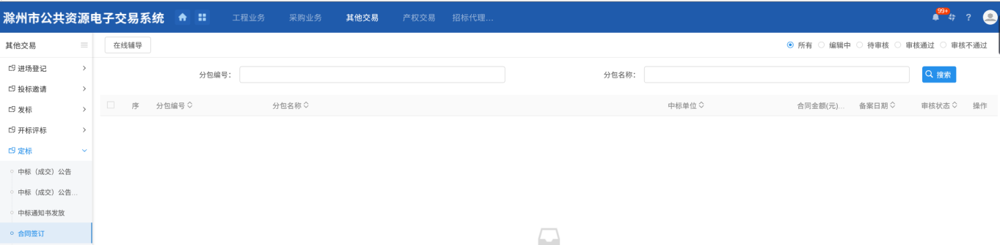 滁州市公共资源电子交易系统 工程业务 采购业务 其他交易 产权交易 招标代理... 99+ ?
其他交易 在线辅导 所有 编辑中 待审核 审核通过 审核不通过
进场登记
分包编号: 分包名称: 搜索
投标邀请
序 分包编号 分包名称 中标单位 合同金额(元)... 备案日期 审核状态 操作
发标
开标评标
定标
中标（成交）公告
中标（成交）公告...
中标通知书发放
合同签订